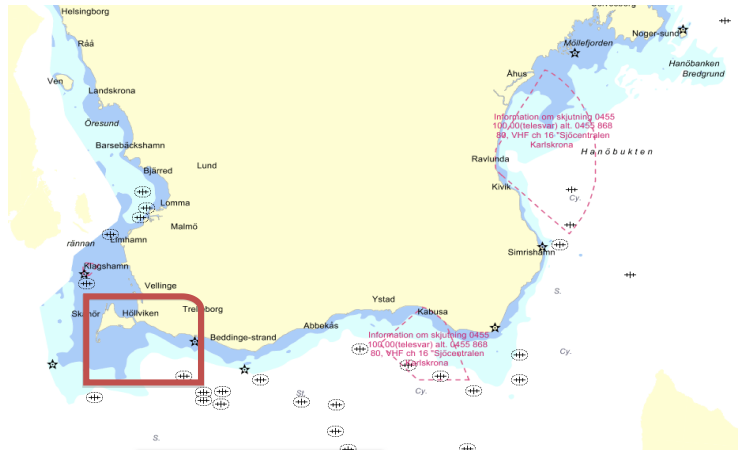 Helsingborg
Råå
Ven
Landskrona
Öresund
Barsebäckshamn
Bjärred
Lund
Lomma
Malmö
Limhamn
rännan
Klagshamn
Vellinge
Skanör
Höllviken
Trelleborg
Beddinge-strand
Abbekås
Ystad
Kabusa
Information om skjutning 0455
100,00(telesvar) alt. 0455 868
80, VHF ch 16 "Sjöcentralen
Karlskrona
Cy.
St.
S.
Simrishamn
Kivik
Ravlunda
Information om skjutning 0455
100,00(telesvar) alt. 0455 868
80, VHF ch 16 "Sjöcentralen
Karlskrona
Hanöbukten
Cy.
S.
Cy.
Åhus
Möllefjorden
Noger-sund
Hanöbanken
Bredgrund